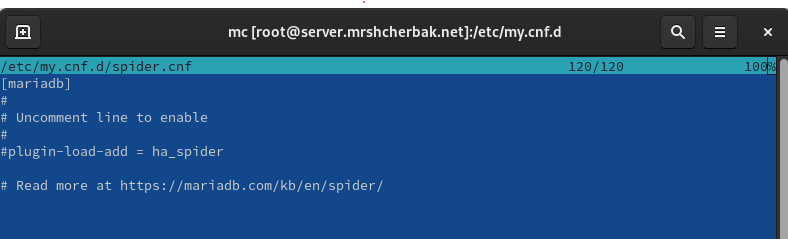 mc [root@server.mrshcherbak.net]:/etc/my.cnf.d
/etc/my.cnf.d/spider.cnf 120/120 100%
[mariadb]
#
# Uncomment line to enable
#
#plugin-load-add = ha_spider
# Read more at https://mariadb.com/kb/en/spider/